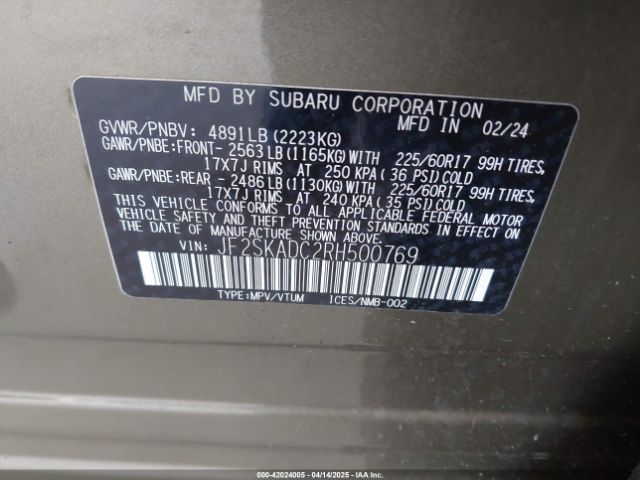 MFD BY SUBARU CORPORATION
MFD IN 02/24
GVWR/PNBV: 4891LB(2223KG)
GAWR/PNBE:FRONT- 2563LB(1165KG)WITH 225/60R17 99H TIRES,
17X7J RIMS AT 250 KPA(36 PSI)COLD
GAWR/PNBE:REAR - 2486LB(1130KG)WITH 225/60R17 99H TIRES,
17X7J RIMS AT 240 KPA(35 PSI)COLD
THIS VEHICLE CONFORMS TO ALL APPLICABLE FEDERAL MOTOR
VEHICLE SAFETY AND THEFT PREVENTION STANDARDS IN EFFECT ON
THE DATE OF MANUFACTURE SHOWN ABOVE.
VIN: JF2SKADC2RH500769
TYPE:MPV/VTUM ICES/NMB-002
000-42024005 - 04/14/2025 - IAA Inc.